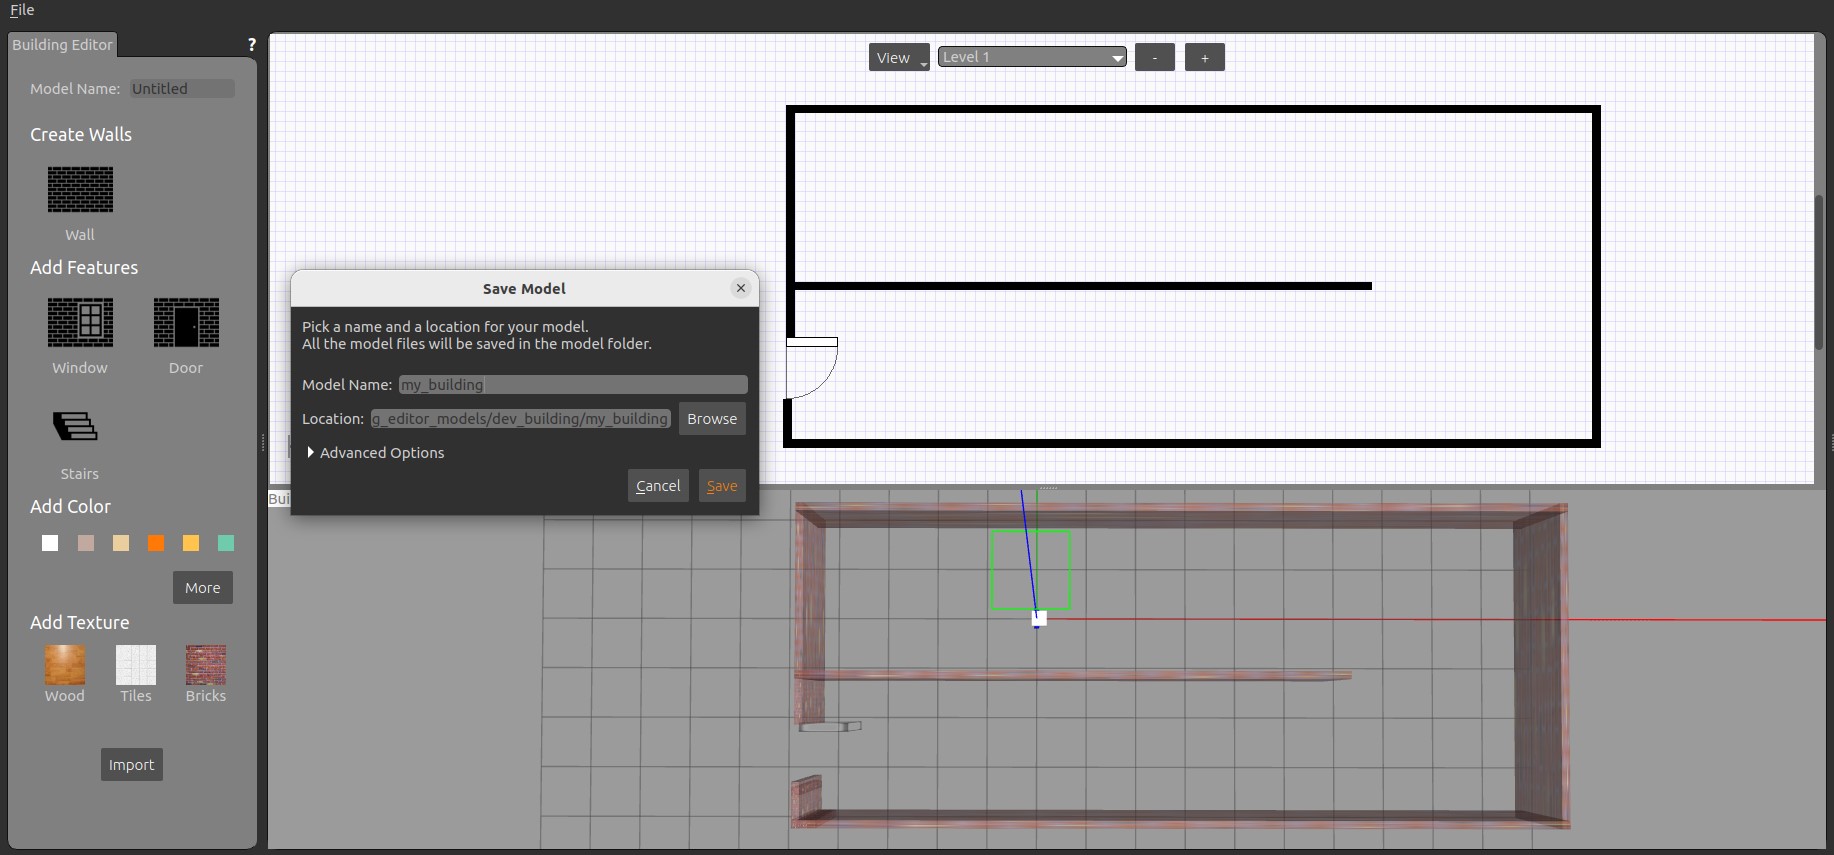 File
Building Editor
?
Model Name: Untitled
Create Walls
Wall
Add Features
Window Door
Stairs
Add Color
More
Add Texture
Wood Tiles Bricks
Import
View Level 1 - +
Save Model
Pick a name and a location for your model.
All the model files will be saved in the model folder.
Model Name: my_building
Location: g_editor_models/dev_building/my_building Browse
Advanced Options
Cancel Save
Bui